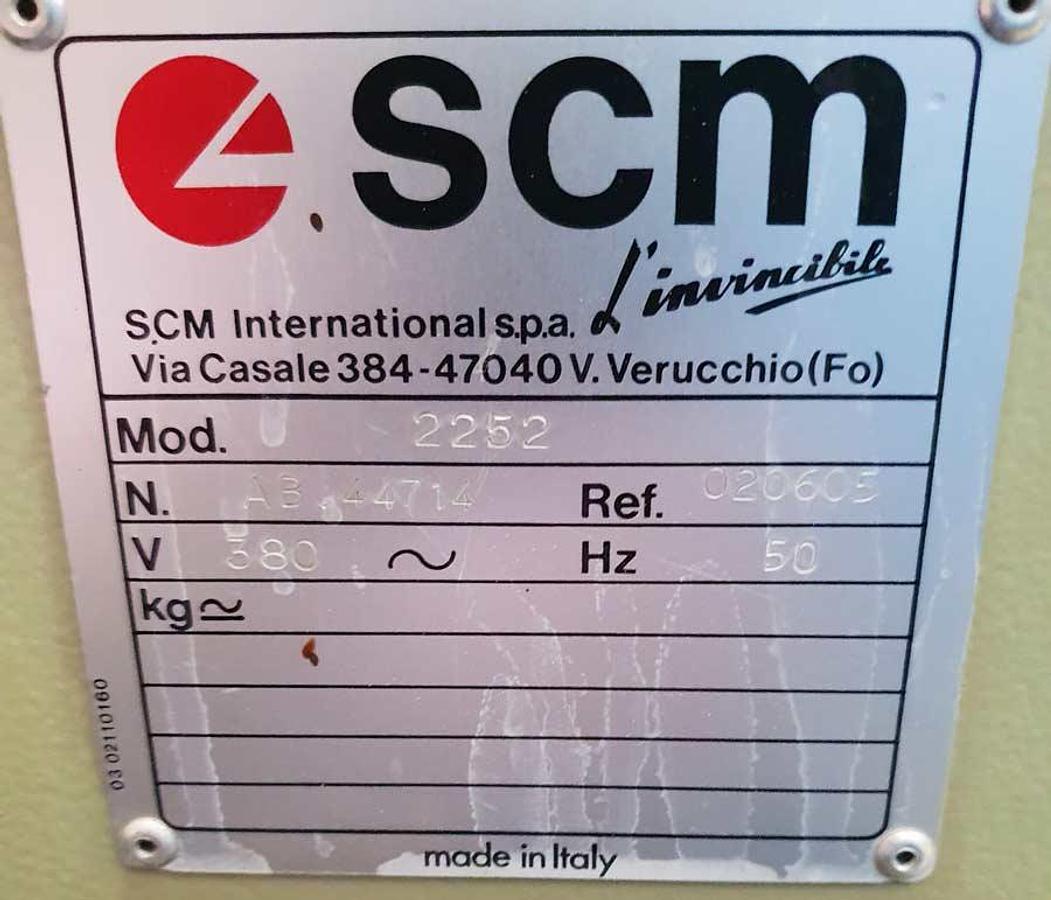 scm
L'invincibile
SCM International s.p.a.
Via Casale 384-47040 V. Verucchio (Fo)
Mod. 2252
N. AB.44714 Ref. 020605
V 380 ~ Hz 50
kg ≃
03 02110160
made in Italy